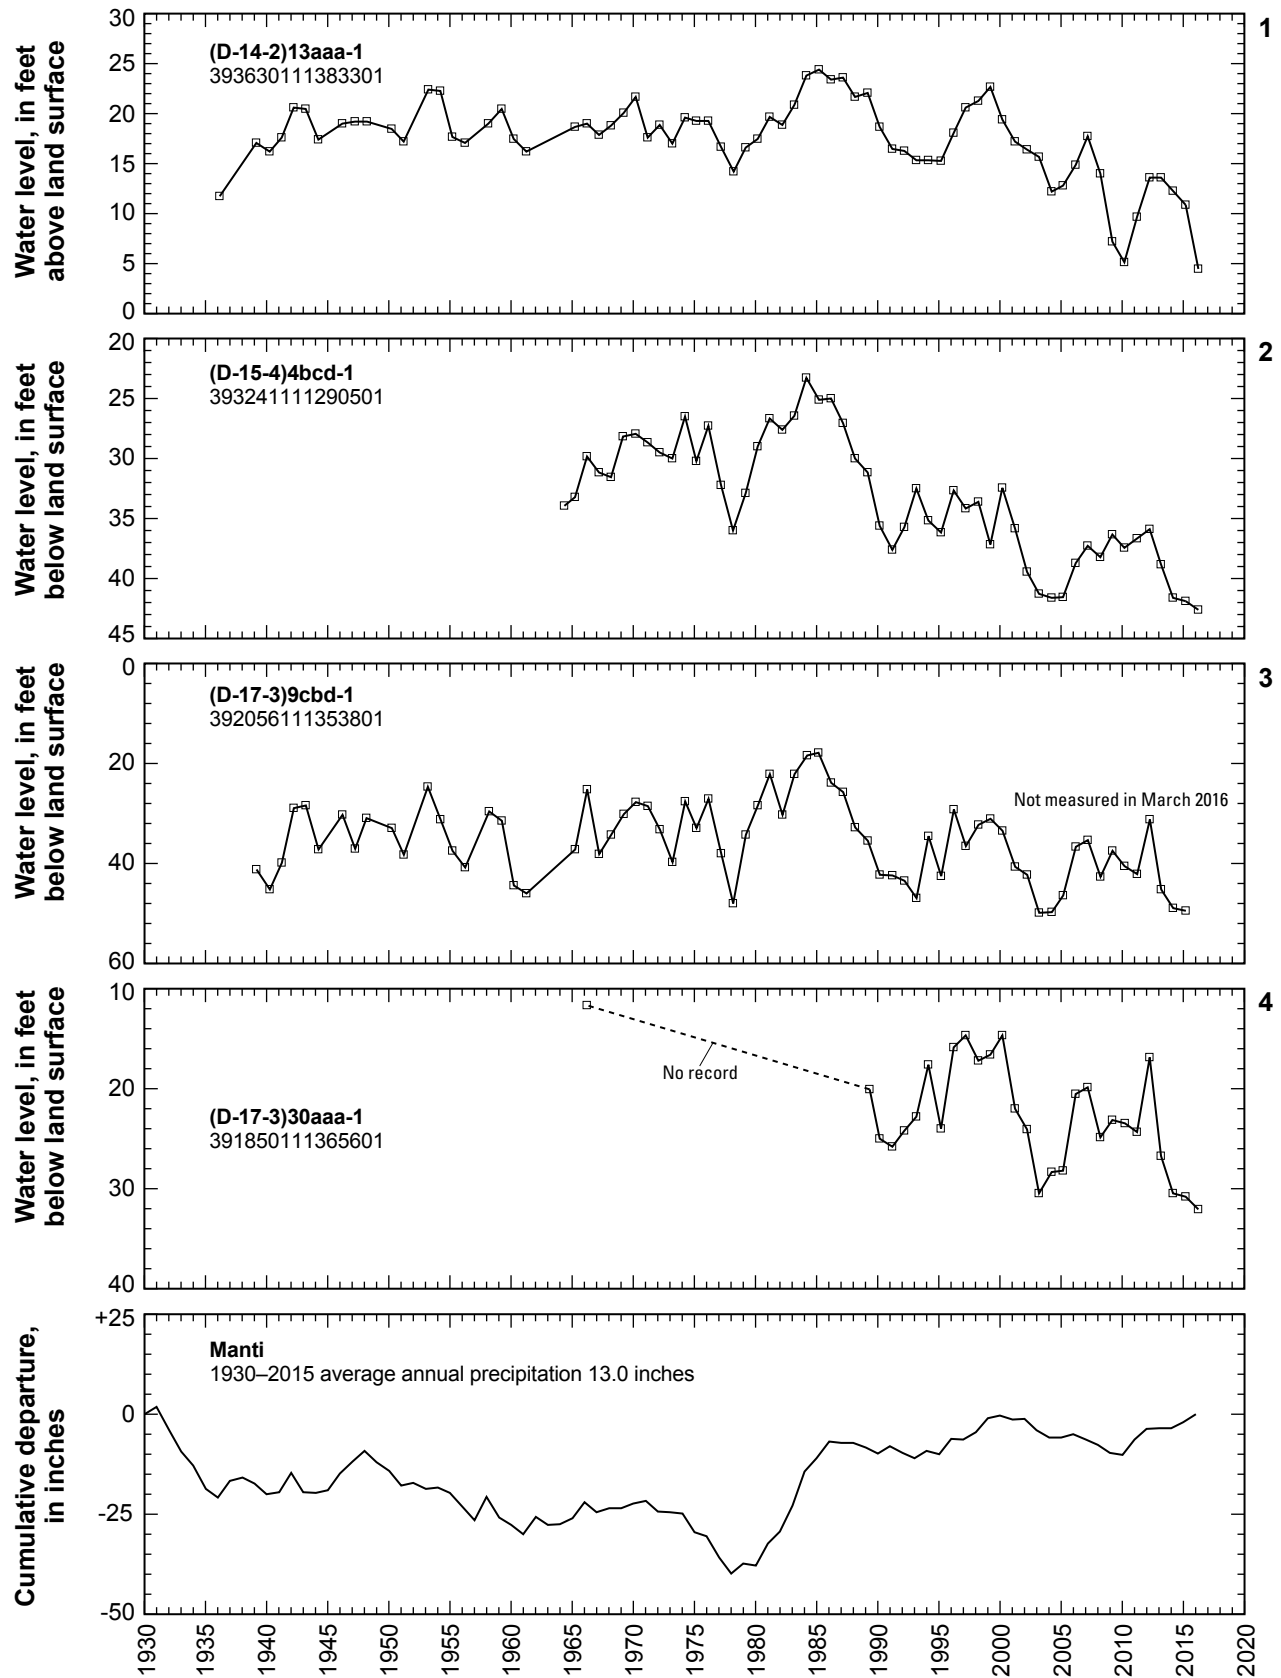 1
Water level, in feet
above land surface
30
25
20
15
10
5
0
(D-14-2)13aaa-1
393630111383301
2
Water level, in feet
below land surface
20
25
30
35
40
45
(D-15-4)4bcd-1
393241111290501
3
Water level, in feet
below land surface
0
20
40
60
(D-17-3)9cbd-1
392056111353801
Not measured in March 2016
4
Water level, in feet
below land surface
10
20
30
40
No record
(D-17-3)30aaa-1
391850111365601
Cumulative departure,
in inches
+25
0
-25
-50
Manti
1930–2015 average annual precipitation 13.0 inches
1930
1935
1940
1945
1950
1955
1960
1965
1970
1975
1980
1985
1990
1995
2000
2005
2010
2015
2020